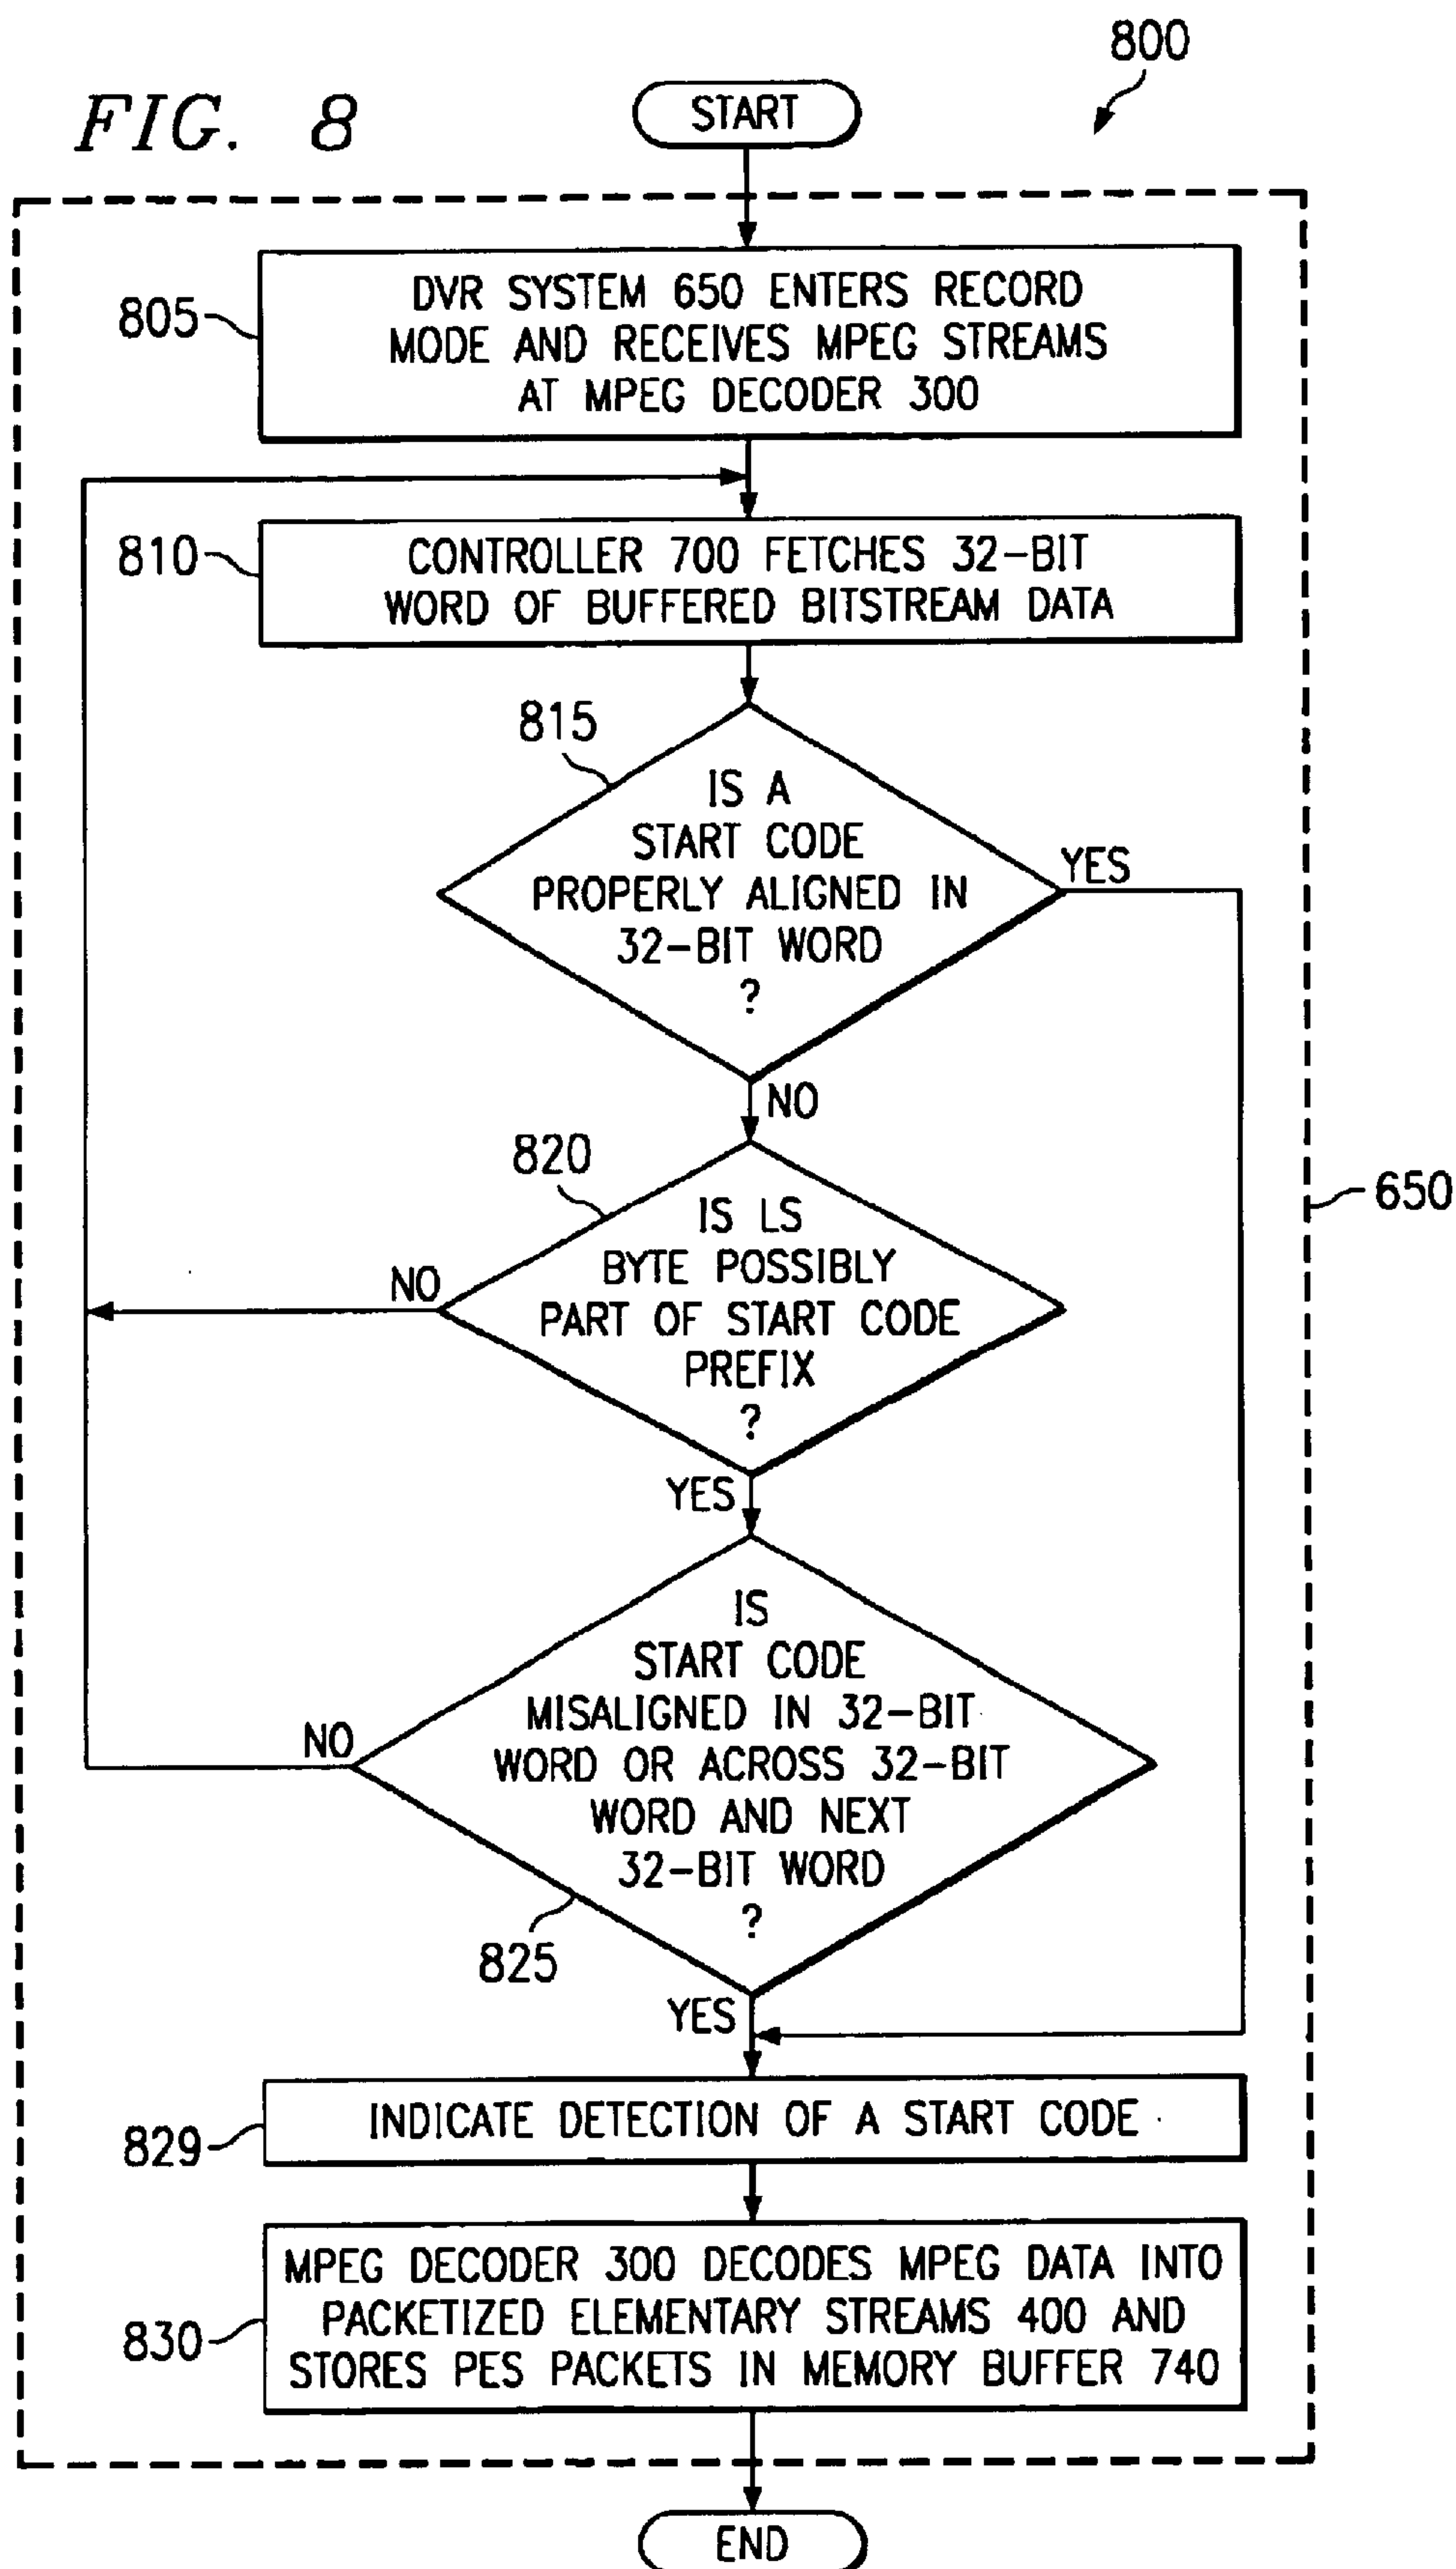 800
FIG. 8
START
805
DVR SYSTEM 650 ENTERS RECORD
MODE AND RECEIVES MPEG STREAMS
AT MPEG DECODER 300
810
CONTROLLER 700 FETCHES 32-BIT
WORD OF BUFFERED BITSTREAM DATA
815
IS A
START CODE
PROPERLY ALIGNED IN
32-BIT WORD
?
YES
NO
820
IS LS
BYTE POSSIBLY
PART OF START CODE
PREFIX
?
NO
650
YES
IS
START CODE
MISALIGNED IN 32-BIT
WORD OR ACROSS 32-BIT
WORD AND NEXT
32-BIT WORD
?
NO
825
YES
829
INDICATE DETECTION OF A START CODE
830
MPEG DECODER 300 DECODES MPEG DATA INTO
PACKETIZED ELEMENTARY STREAMS 400 AND
STORES PES PACKETS IN MEMORY BUFFER 740
END